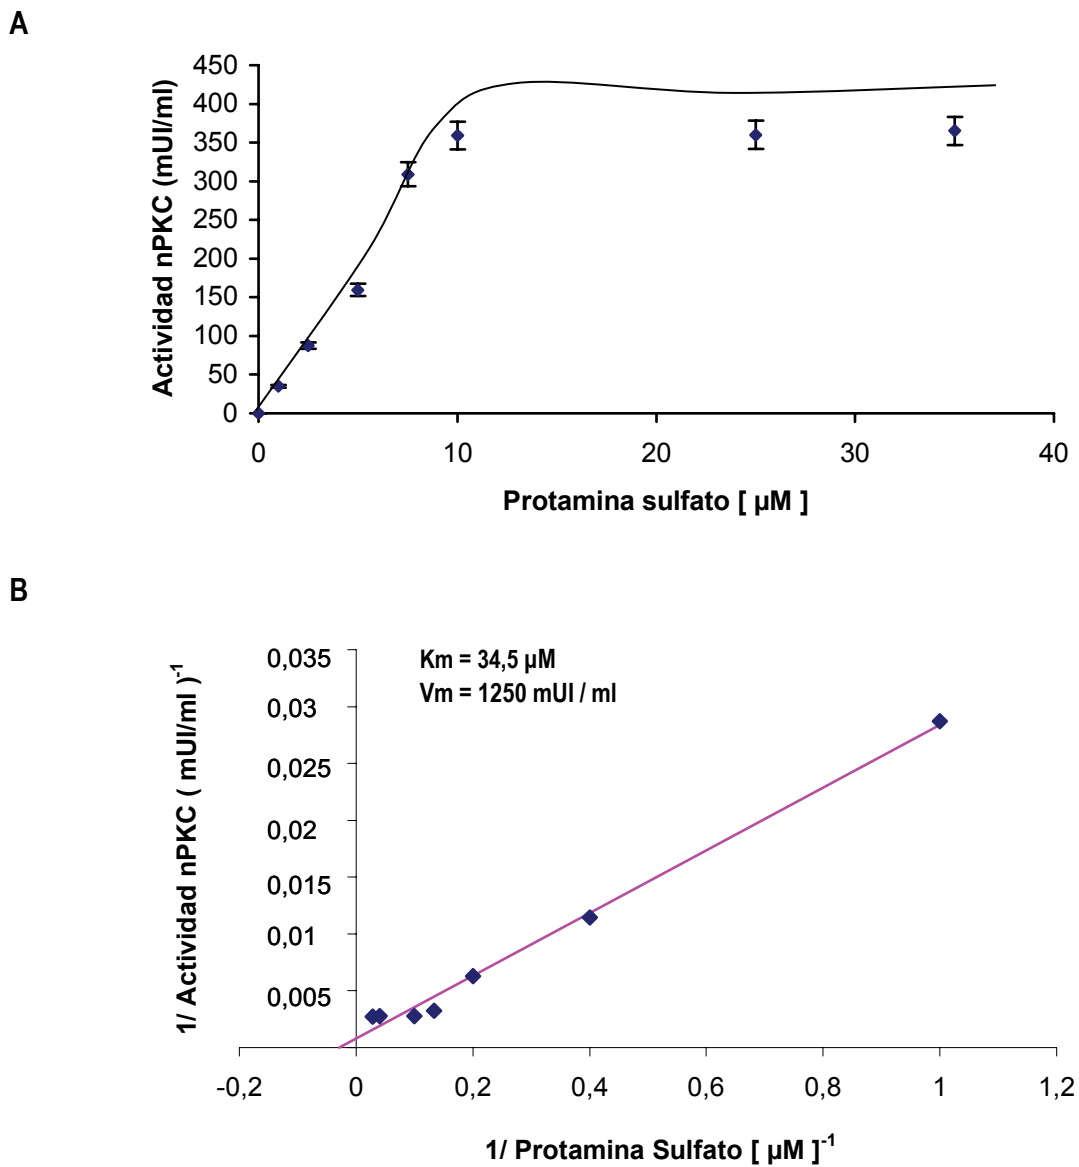 A
450
400
350
300
250
200
150
100
50
0
Actividad nPKC (mUI/ml)
0 10 20 30 40
Protamina sulfato [ µM ]
B
Km = 34,5 µM
Vm = 1250 mUI / ml
0,035
0,03
0,025
0,02
0,015
0,01
0,005
1/ Actividad nPKC ( mUI/ml )-1
-0,2 0 0,2 0,4 0,6 0,8 1 1,2
1/ Protamina Sulfato [ µM ]-1